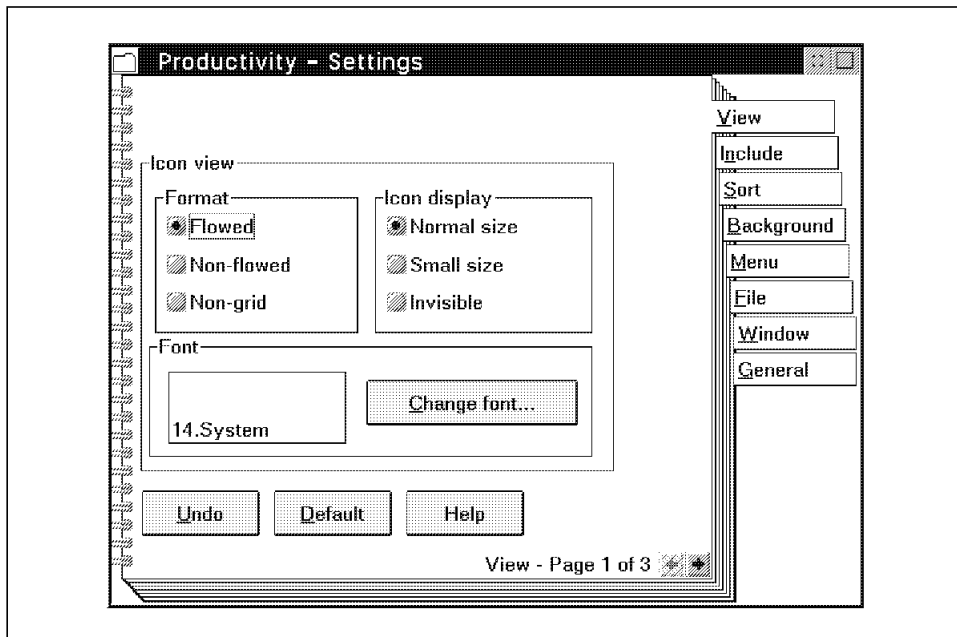 Productivity - Settings
View
Include
Sort
Background
Menu
File
Window
General
Icon view
Format
Flowed
Non-flowed
Non-grid
Icon display
Normal size
Small size
Invisible
Font
14.System
Change font...
Undo
Default
Help
View - Page 1 of 3